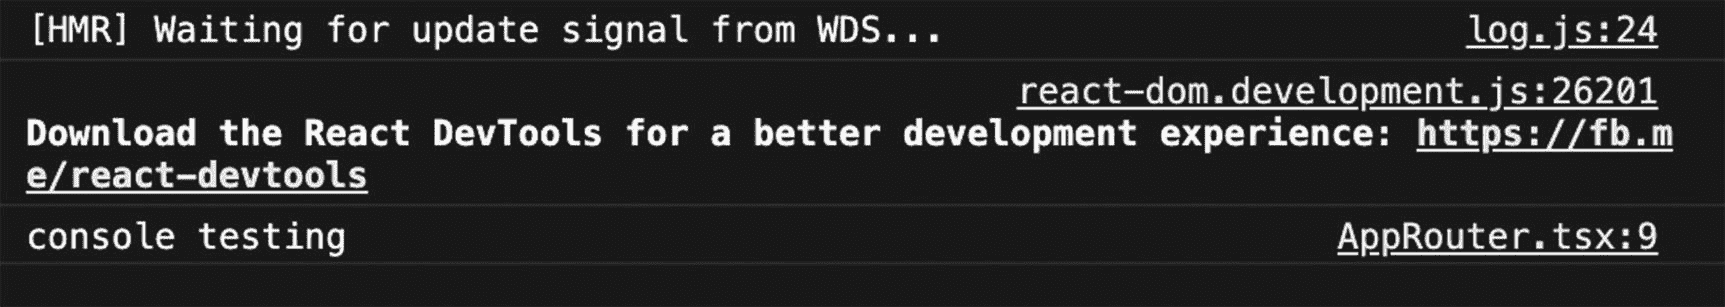 [HMR] Waiting for update signal from WDS... log.js:24
react-dom.development.js:26201
Download the React DevTools for a better development experience: https://fb.m
e/react-devtools
console testing AppRouter.tsx:9